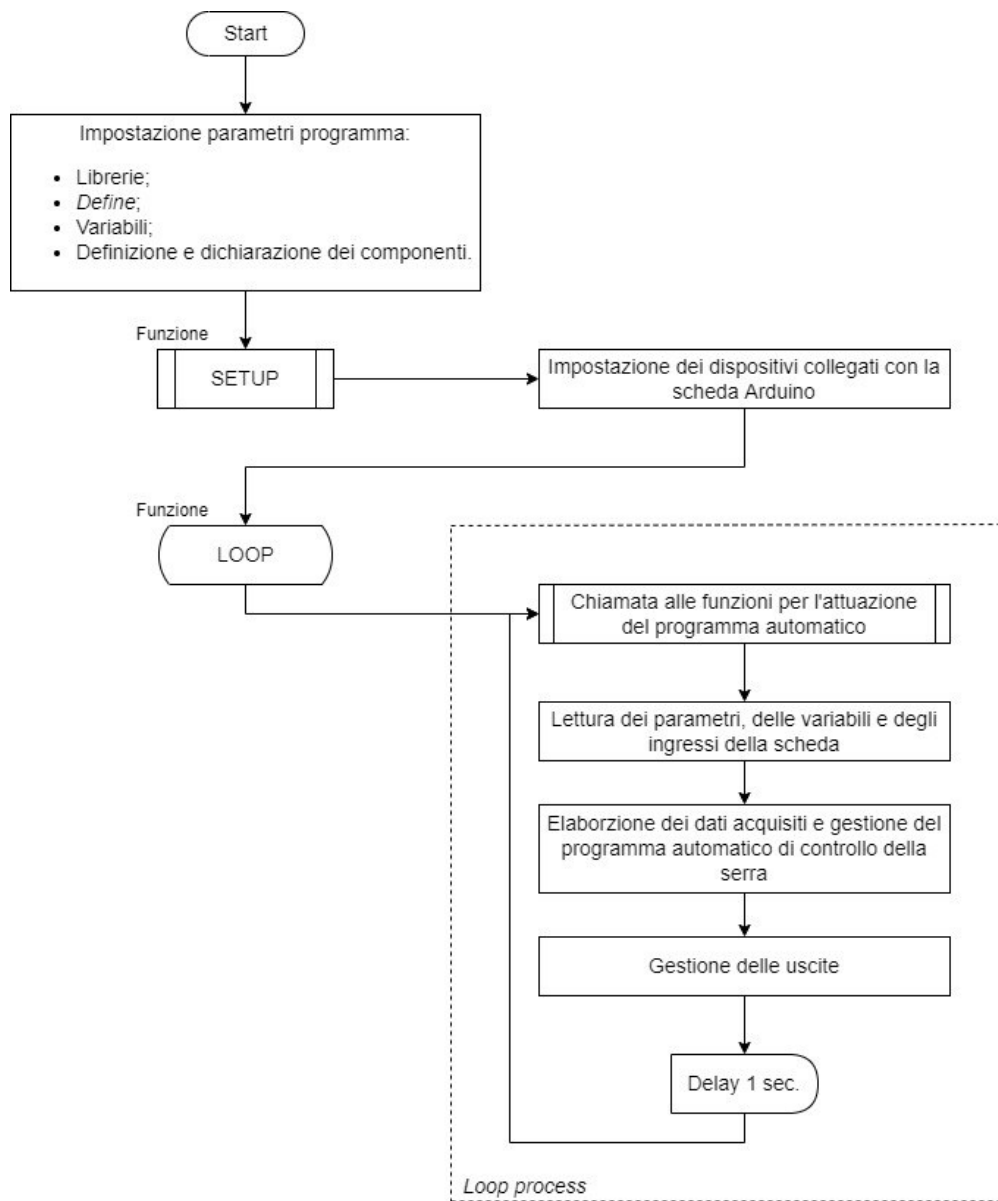 Start
Impostazione parametri programma:
• Librerie;
• Define;
• Variabili;
• Definizione e dichiarazione dei componenti.
Funzione
SETUP
Impostazione dei dispositivi collegati con la
scheda Arduino
Funzione
LOOP
Chiamata alle funzioni per l'attuazione
del programma automatico
Lettura dei parametri, delle variabili e degli
ingressi della scheda
Elaborzione dei dati acquisiti e gestione del
programma automatico di controllo della
serra
Gestione delle uscite
Delay 1 sec.
Loop process